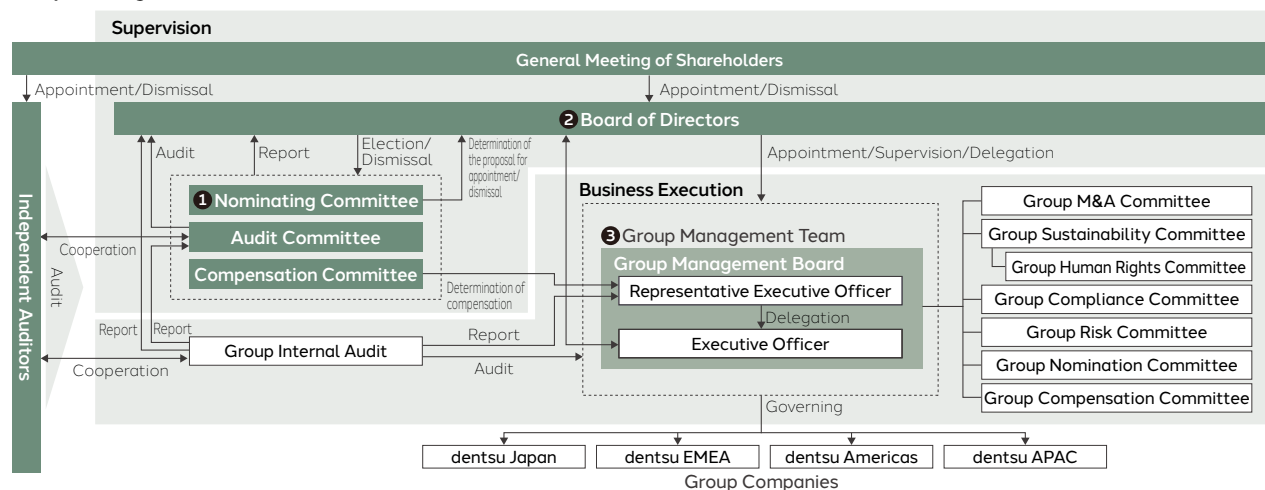 Supervision
General Meeting of Shareholders
Appointment/Dismissal
Appointment/Dismissal
❷ Board of Directors
Audit
Report
Election/
Dismissal
Determination of
the proposal for
appointment/
dismissal
Appointment/Supervision/Delegation
Independent Auditors
Audit
Cooperation
❶ Nominating Committee
Audit Committee
Compensation Committee
Determination of
compensation
Business Execution
❸ Group Management Team
Group Management Board
Representative Executive Officer
Delegation
Executive Officer
Group M&A Committee
Group Sustainability Committee
Group Human Rights Committee
Group Compliance Committee
Group Risk Committee
Group Nomination Committee
Group Compensation Committee
Report
Report
Group Internal Audit
Report
Audit
Cooperation
Governing
dentsu Japan
dentsu EMEA
dentsu Americas
dentsu APAC
Group Companies